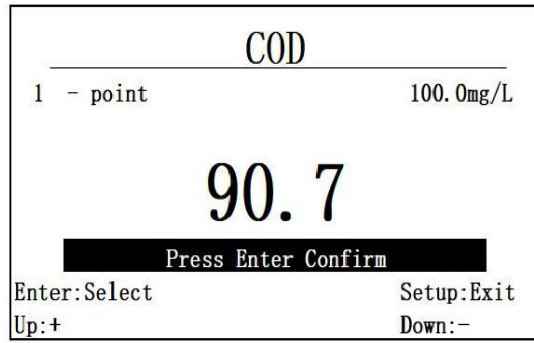 COD
1 - point 100.0mg/L
90.7
Press Enter Confirm
Enter:Select Setup:Exit
Up:+ Down:-